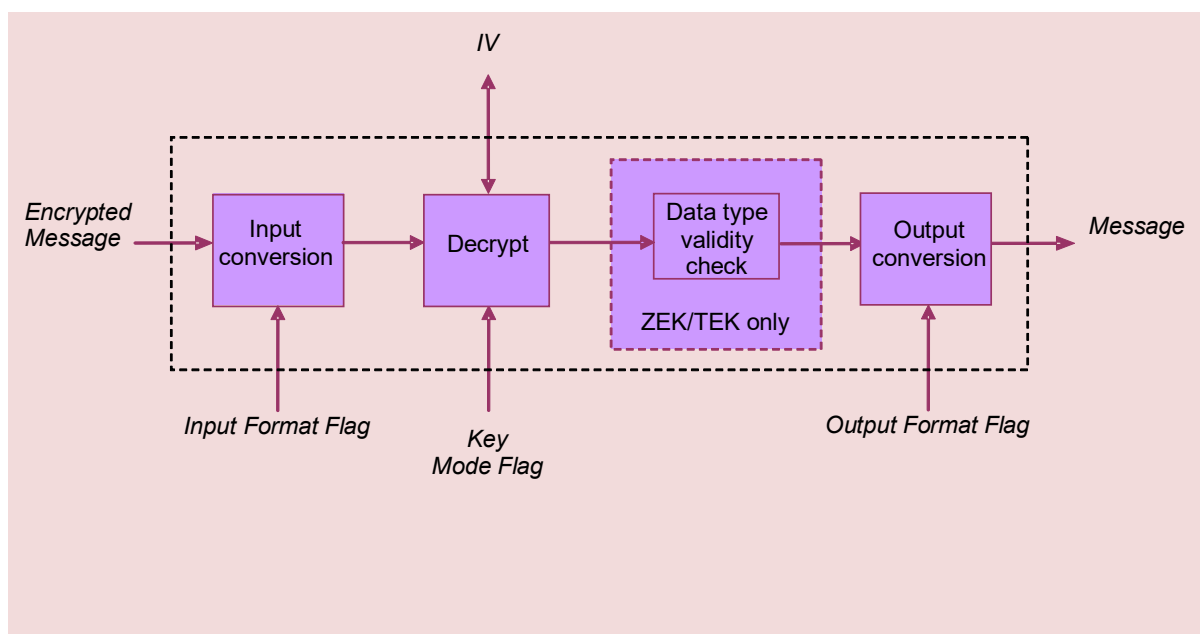 IV
Encrypted
Message
Input
conversion
Decrypt
Data type
validity
check
ZEK/TEK only
Output
conversion
Message
Input Format Flag
Key
Mode Flag
Output Format Flag